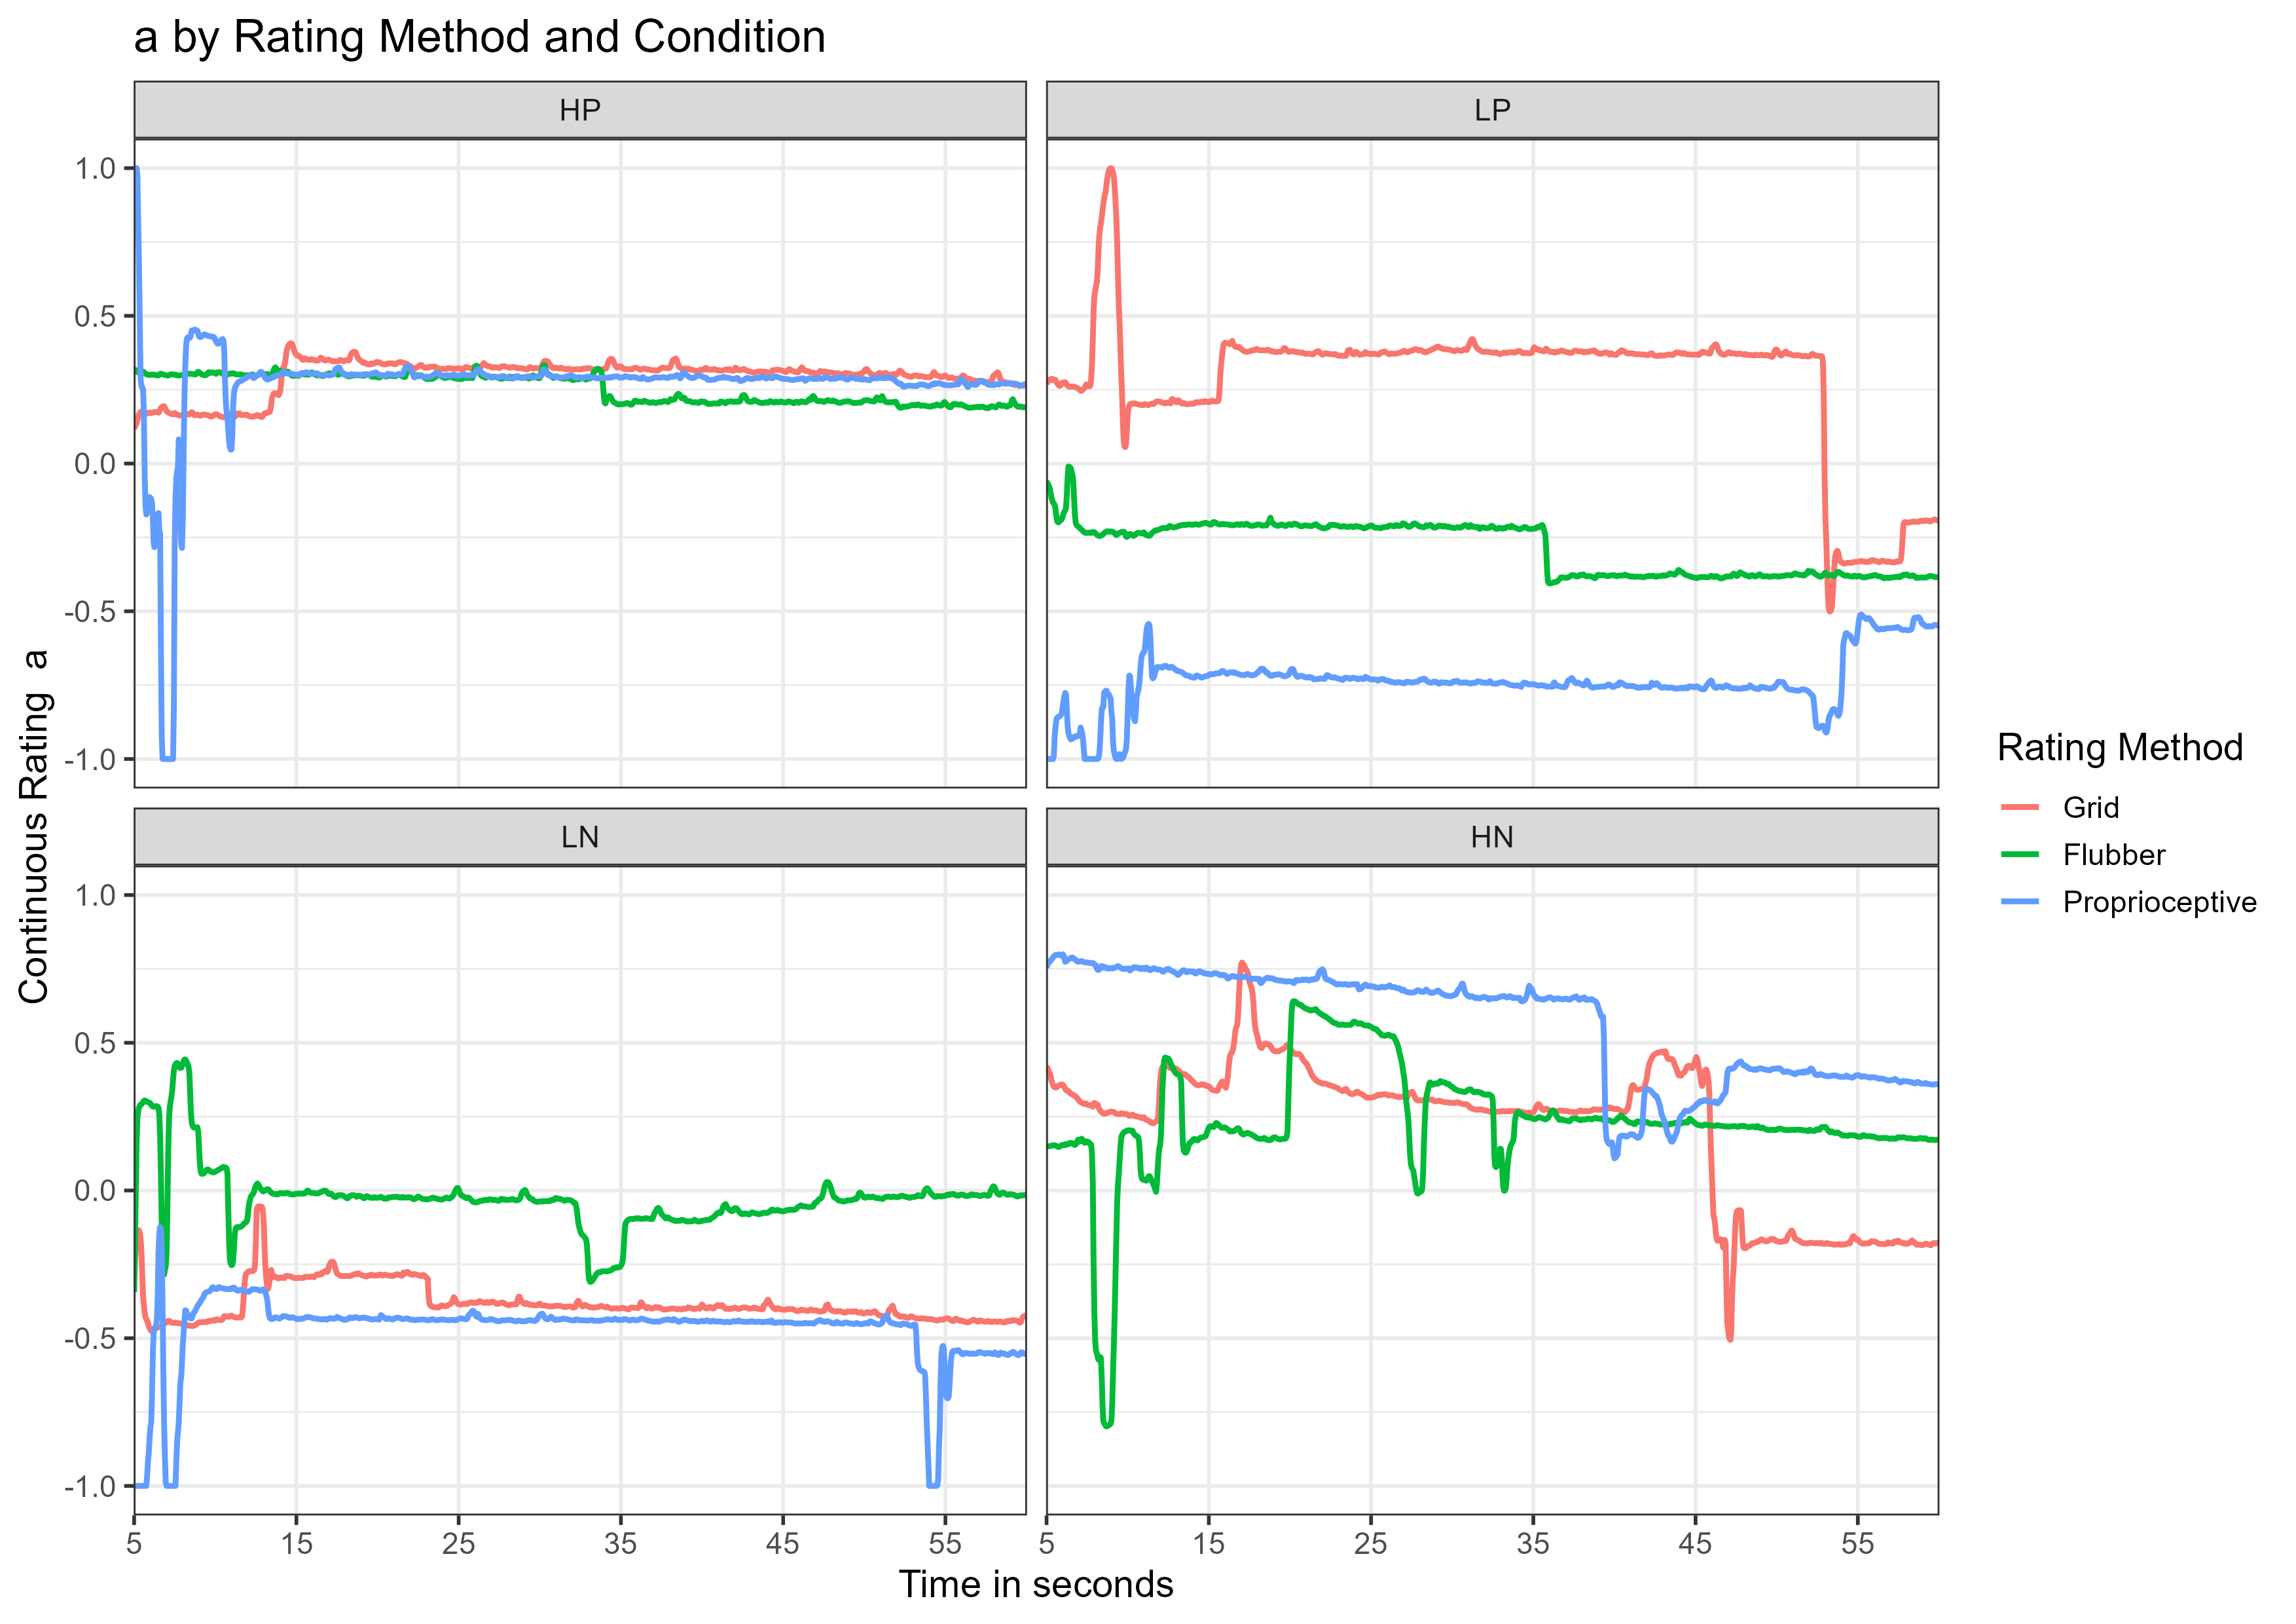 a by Rating Method and Condition
HP
LP
1.0
0.5
0.0
-0.5
-1.0
LN
HN
1.0
0.5
0.0
-0.5
-1.0
5 15 25 35 45 55
5 15 25 35 45 55
Time in seconds
Continuous Rating a
Rating Method
Grid
Flubber
Proprioceptive